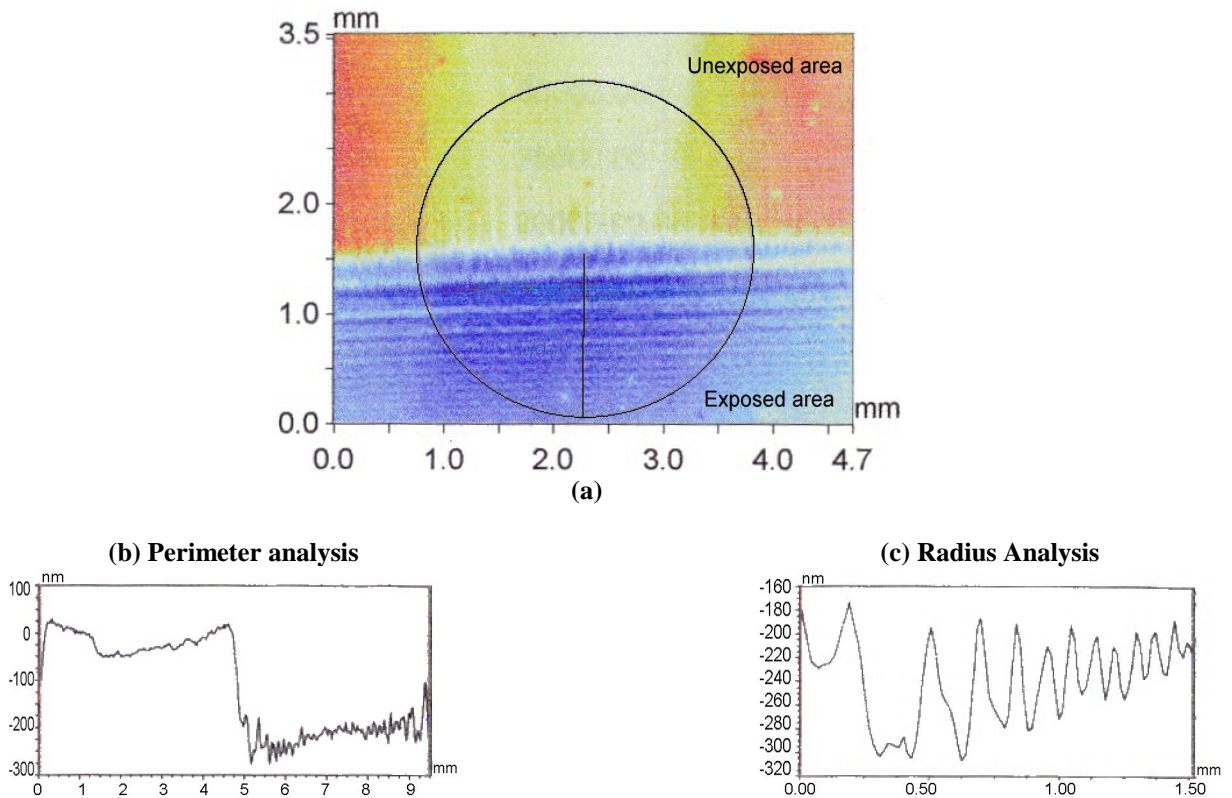 mm
3.5
Unexposed area
2.0
1.0
Exposed area
mm
0.0
0.0 1.0 2.0 3.0 4.0 4.7
(a)
(b) Perimeter analysis
nm
100
0
-100
-200
-300
mm
0 1 2 3 4 5 6 7 8 9
(c) Radius Analysis
nm
-160
-180
-200
-220
-240
-260
-280
-300
-320
mm
0.00 0.50 1.00 1.50